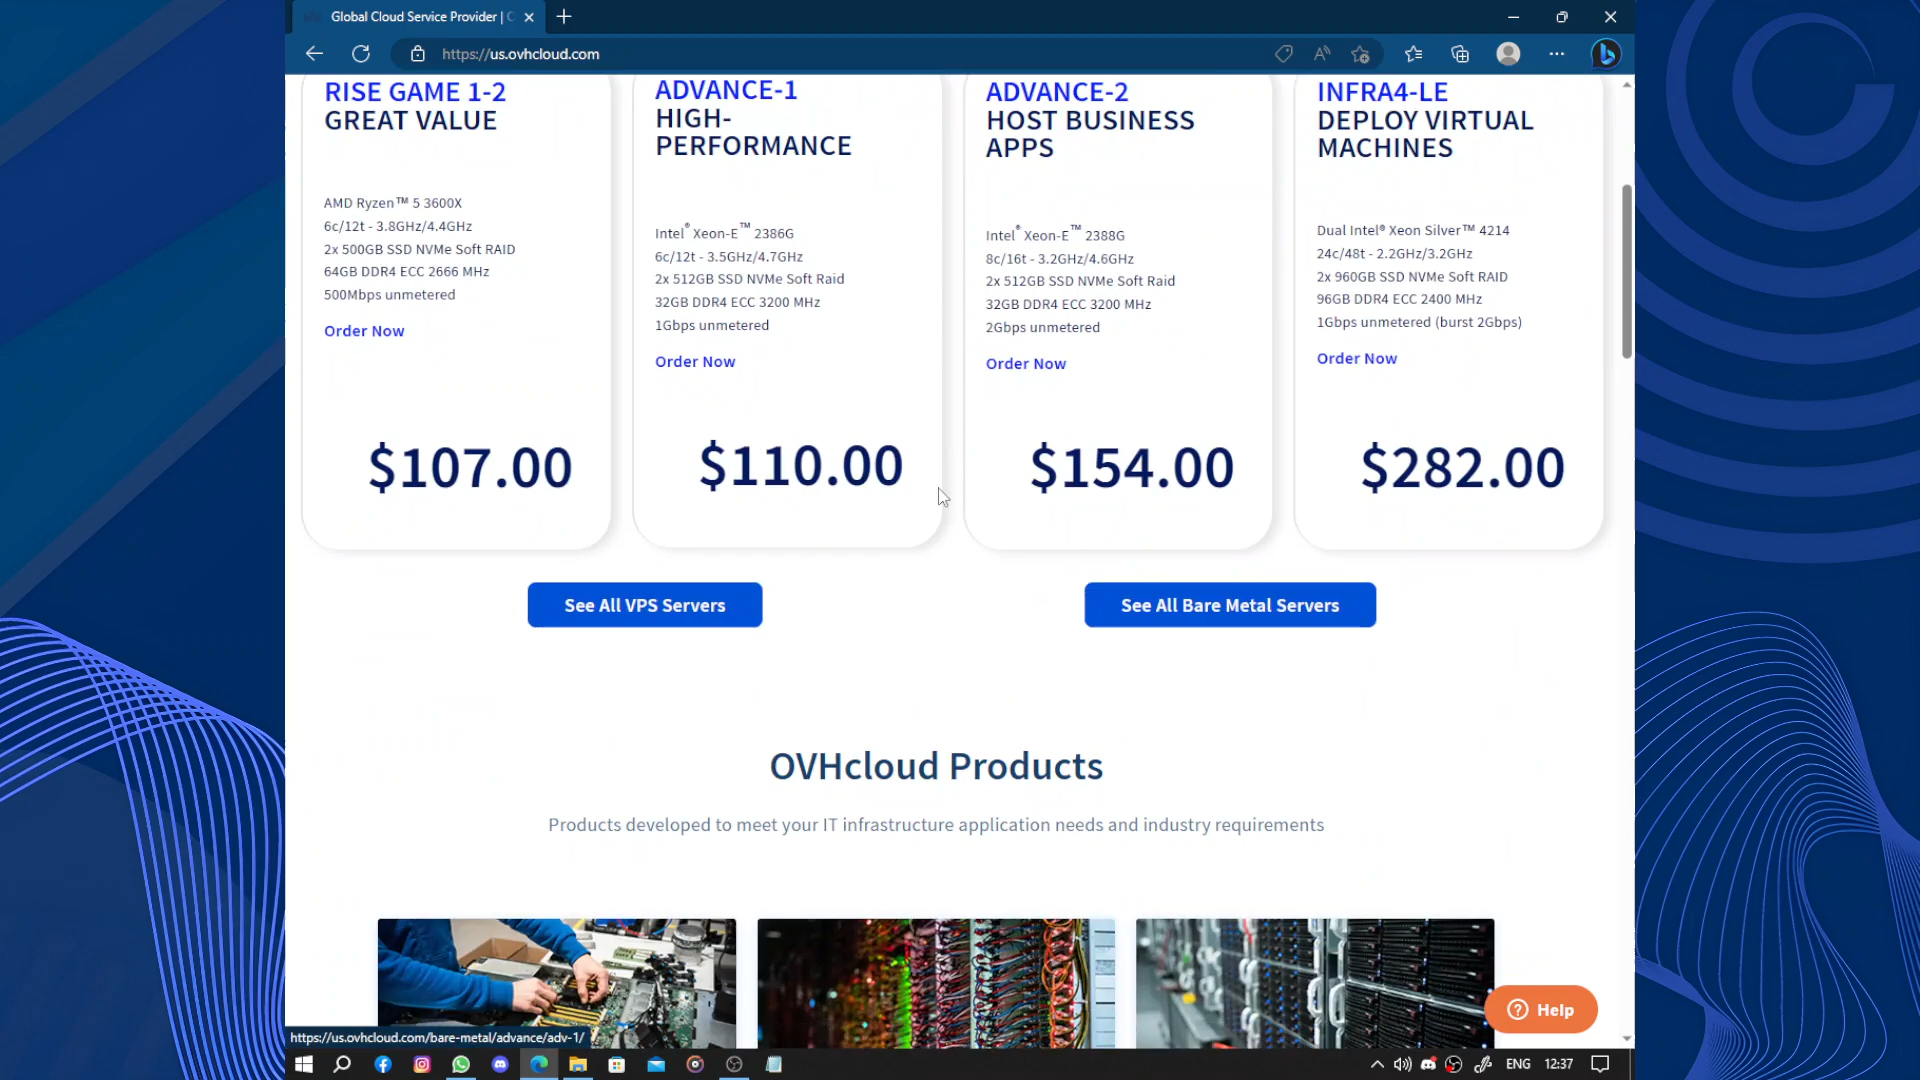 Global Cloud Service Provider |
https://us.ovhcloud.com
RISE GAME 1-2
GREAT VALUE
AMD Ryzen™ 5 3600X
6c/12t - 3.8GHz/4.4GHz
2x 500GB SSD NVMe Soft RAID
64GB DDR4 ECC 2666 MHz
500Mbps unmetered
Order Now
$107.00
ADVANCE-1
HIGH-
PERFORMANCE
Intel® Xeon-E™ 2386G
6c/12t - 3.5GHz/4.7GHz
2x 512GB SSD NVMe Soft Raid
32GB DDR4 ECC 3200 MHz
1Gbps unmetered
Order Now
$110.00
ADVANCE-2
HOST BUSINESS
APPS
Intel® Xeon-E™ 2388G
8c/16t - 3.2GHz/4.6GHz
2x 512GB SSD NVMe Soft Raid
32GB DDR4 ECC 3200 MHz
2Gbps unmetered
Order Now
$154.00
INFRA4-LE
DEPLOY VIRTUAL
MACHINES
Dual Intel® Xeon Silver™ 4214
24c/48t - 2.2GHz/3.2GHz
2x 960GB SSD NVMe Soft RAID
96GB DDR4 ECC 2400 MHz
1Gbps unmetered (burst 2Gbps)
Order Now
$282.00
See All VPS Servers
See All Bare Metal Servers
OVHcloud Products
Products developed to meet your IT infrastructure application needs and industry requirements
Help
https://us.ovhcloud.com/bare-metal/advance/adv-1/
ENG
12:37